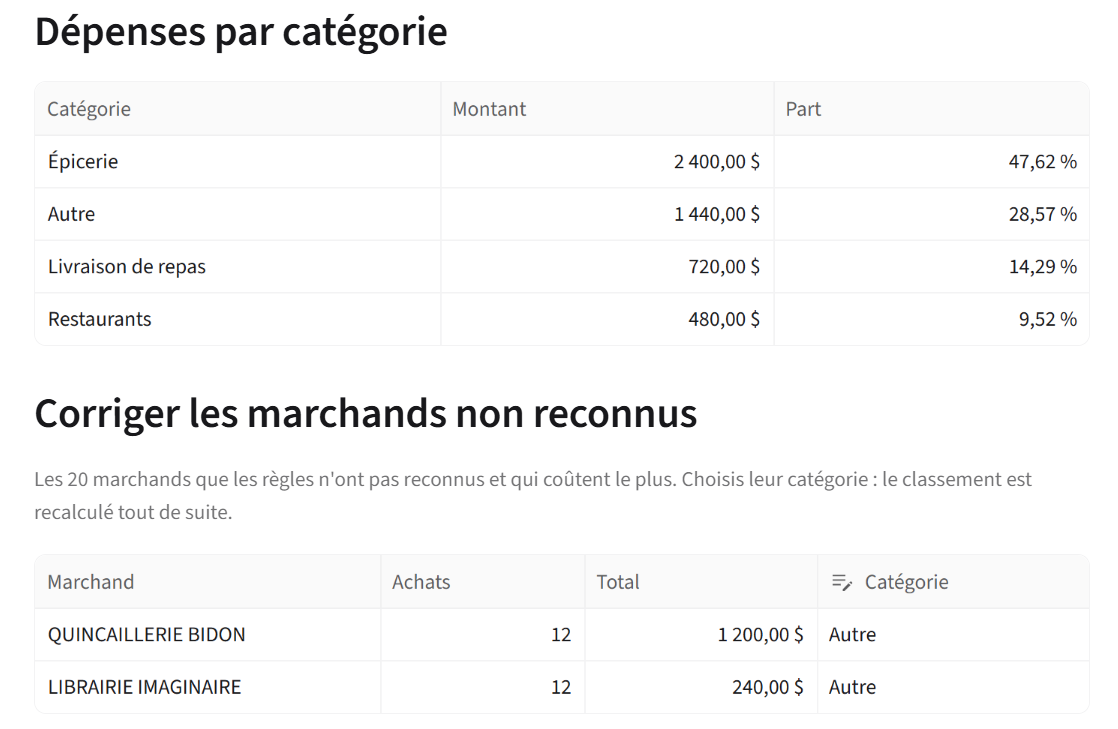 Dépenses par catégorie
Catégorie Montant Part
Épicerie 2 400,00 $ 47,62 %
Autre 1 440,00 $ 28,57 %
Livraison de repas 720,00 $ 14,29 %
Restaurants 480,00 $ 9,52 %
Corriger les marchands non reconnus
Les 20 marchands que les règles n'ont pas reconnus et qui coûtent le plus. Choisis leur catégorie : le classement est
recalculé tout de suite.
Marchand Achats Total Catégorie
QUINCAILLERIE BIDON 12 1 200,00 $ Autre
LIBRAIRIE IMAGINAIRE 12 240,00 $ Autre